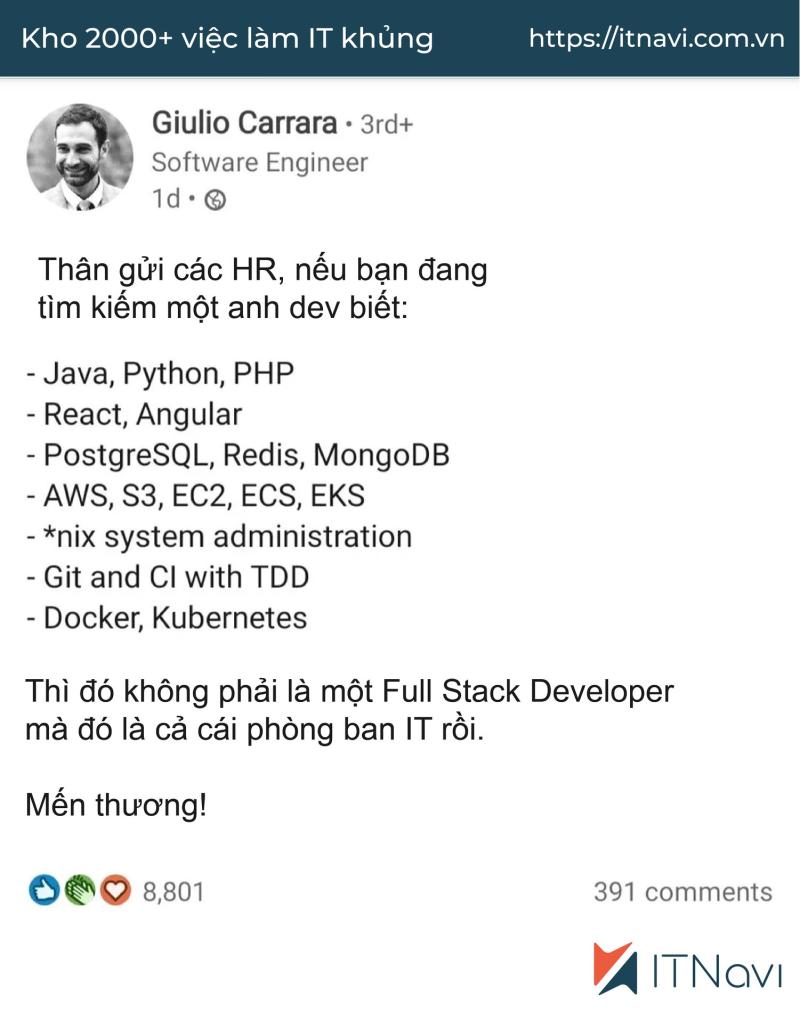 Kho 2000+ việc làm IT khủng
https://itnavi.com.vn
Giulio Carrara • 3rd+
Software Engineer
1d •
Thân gửi các HR, nếu bạn đang
tìm kiếm một anh dev biết:
- Java, Python, PHP
- React, Angular
- PostgreSQL, Redis, MongoDB
- AWS, S3, EC2, ECS, EKS
- *nix system administration
- Git and CI with TDD
- Docker, Kubernetes
Thì đó không phải là một Full Stack Developer
mà đó là cả cái phòng ban IT rồi.
Mến thương!
8,801
391 comments
ITNavi